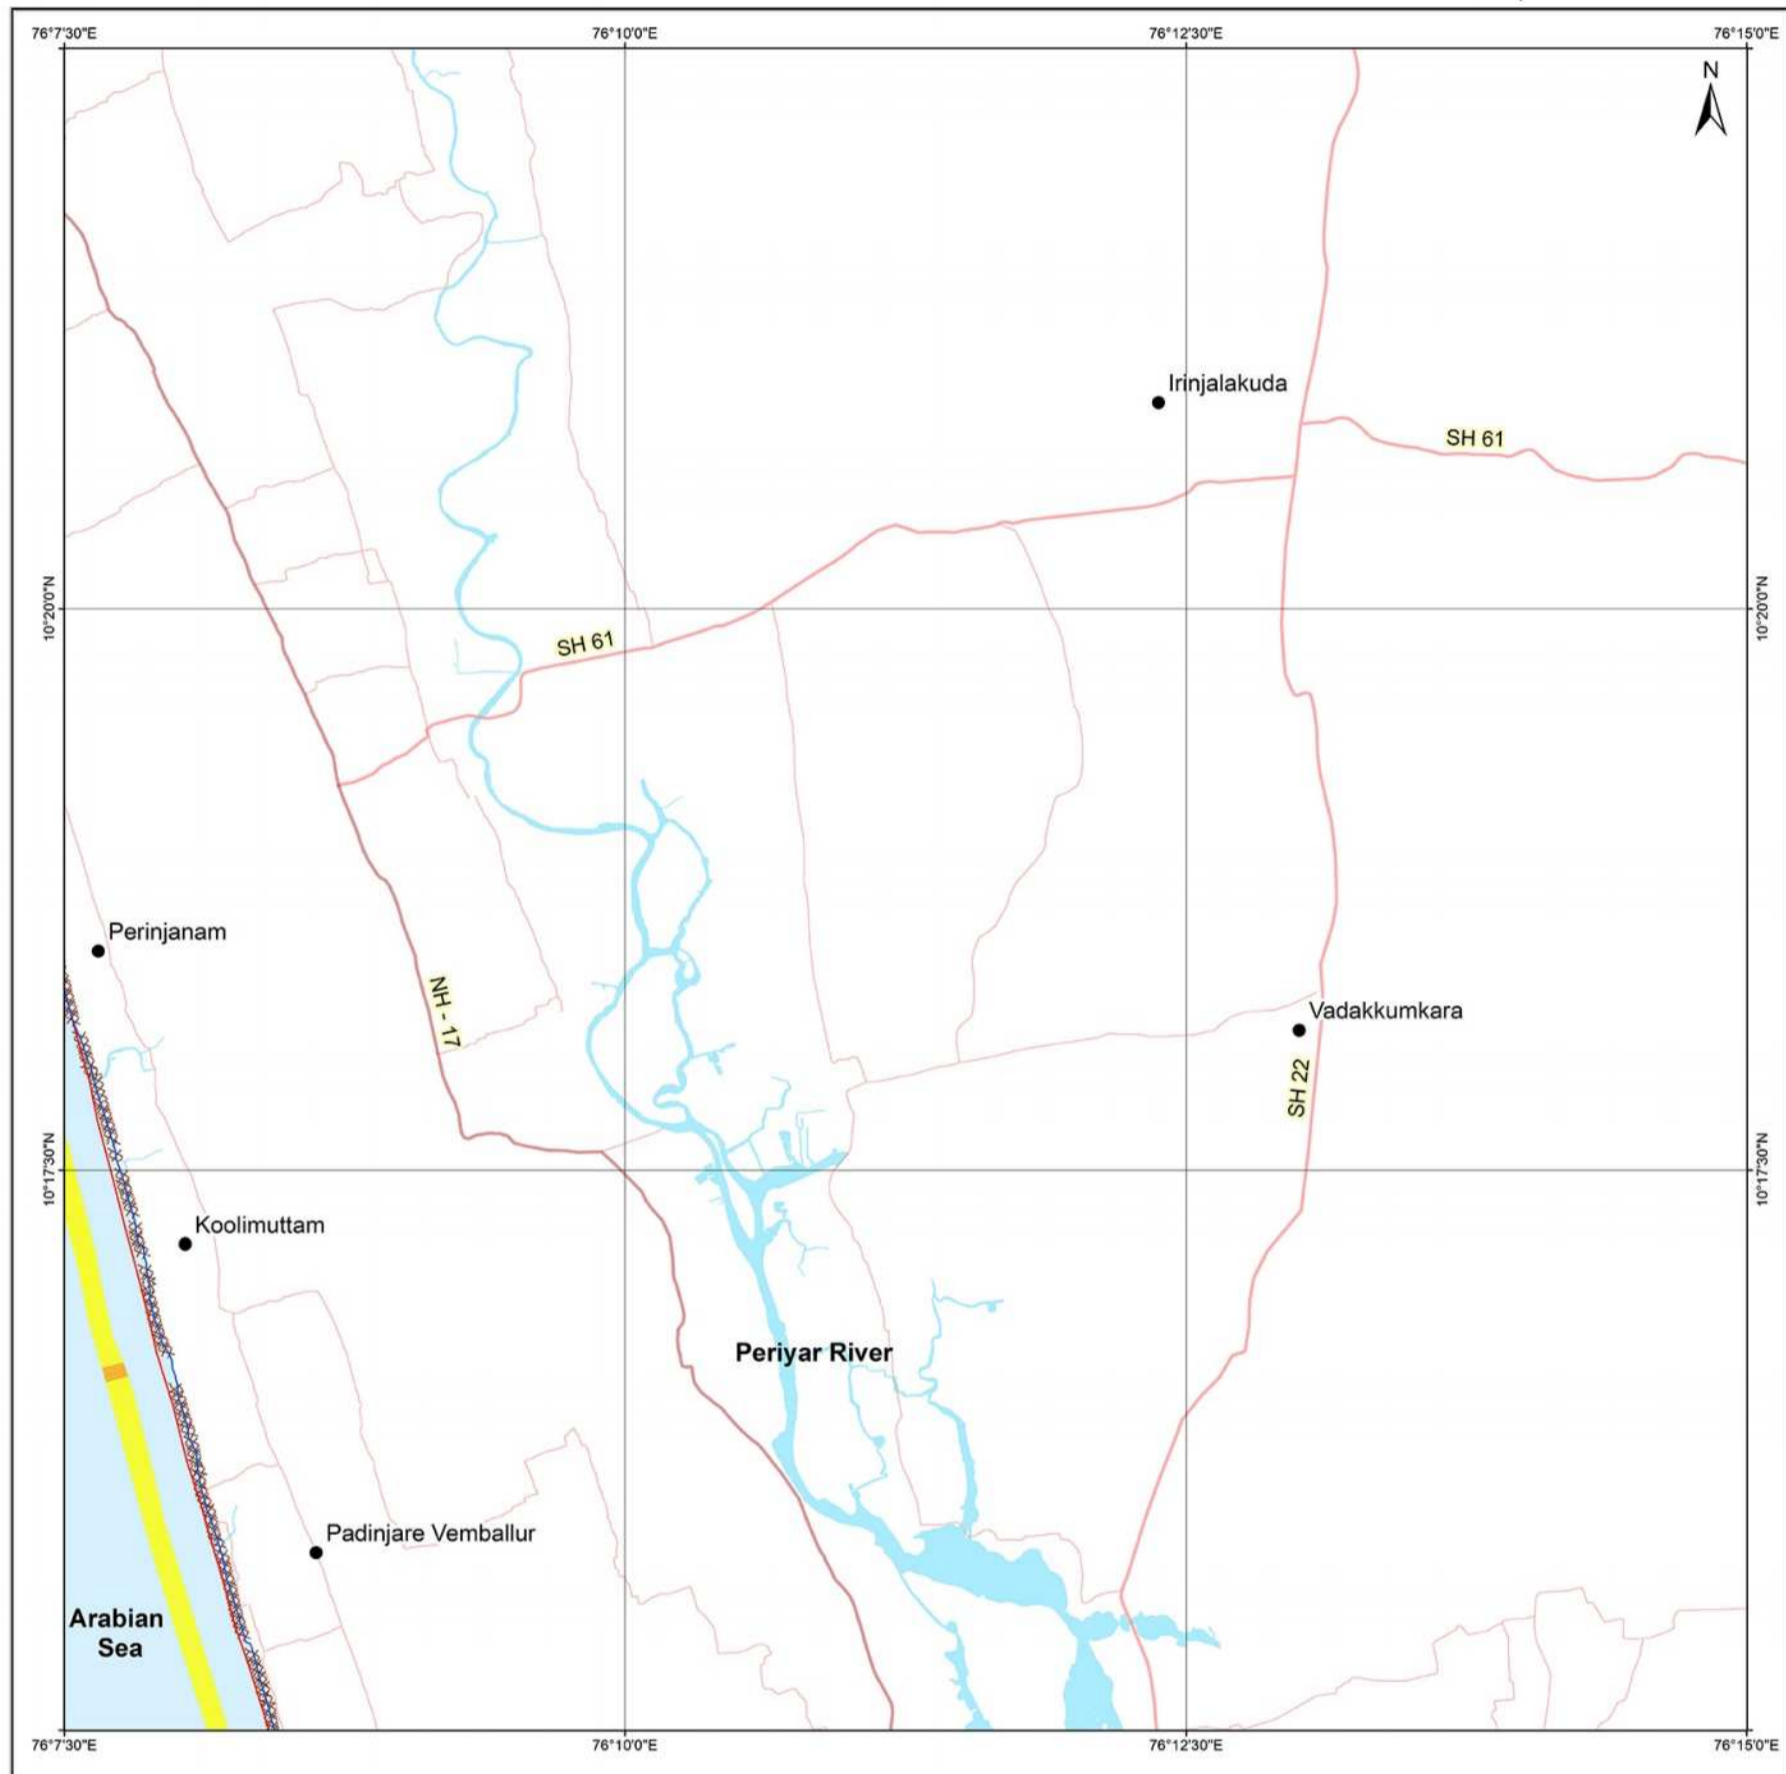 76°7'30"E
76°10'0"E
76°12'30"E
76°15'0"E
N
Irinjalakuda
SH 61
10°20'0"N
10°20'0"N
SH 61
Perinjanam
NH - 17
Vadakkumkara
SH 22
10°17'30"N
10°17'30"N
Koolimuttam
Periyar River
Padinjare Vemballur
Arabian
Sea
76°7'30"E
76°10'0"E
76°12'30"E
76°15'0"E